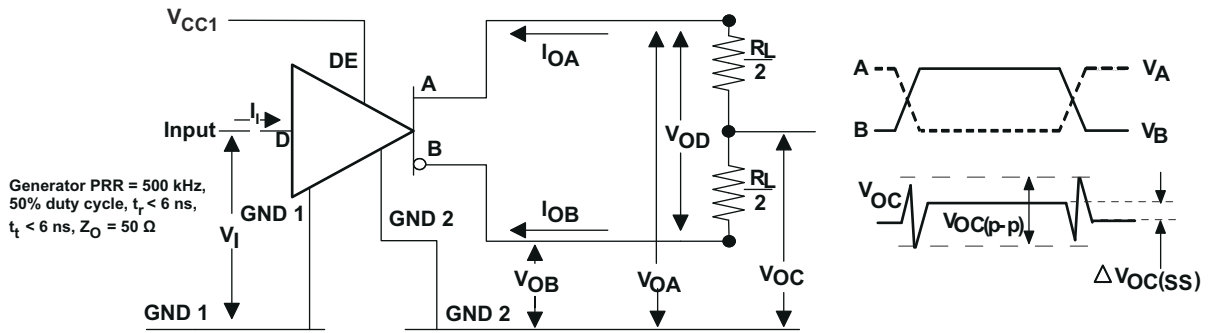 VCC1
DE
IOA
A
B
Input
II
D
VOD
RL
2
RL
2
Generator PRR = 500 kHz,
50% duty cycle, tr < 6 ns,
tt < 6 ns, ZO = 50 Ω
GND 1
GND 2
IOB
VI
VOB
VOA
VOC
GND 1
GND 2
A
VA
B
VB
VOC
VOC(p-p)
Δ VOC(SS)